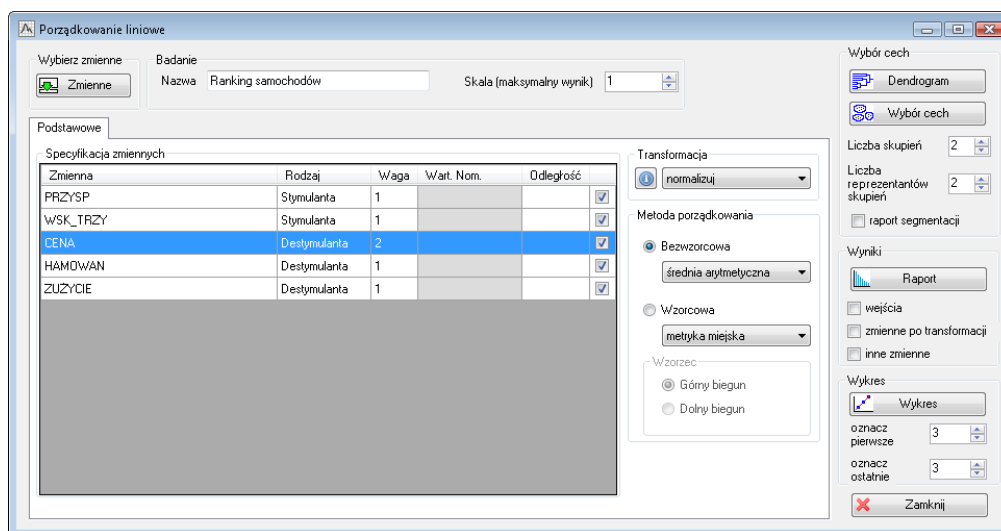 Porządkowanie liniowe
Wybierz zmienne
Zmienne
Badanie
Nazwa Ranking samochodów Skala (maksymalny wynik) 1
Podstawowe
Specyfikacja zmiennych
Zmienna Rodzaj Waga Wart. Nom. Odległość
PRZYSP Stymulanta 1
WSK_TRZY Stymulanta 1
CENA Destymulanta 2
HAMOWAN Destymulanta 1
ZUŻYCIE Destymulanta 1
Transformacja
normalizuj
Metoda porządkowania
Bezwzorcowa
średnia arytmetyczna
Wzorcowa
metryka miejska
Wzorzec
Górny biegun
Dolny biegun
Wybór cech
Dendrogram
Wybór cech
Liczba skupień 2
Liczba
reprezentantów 2
skupień
raport segmentacji
Wyniki
Raport
wejścia
zmienne po transformacji
inne zmienne
Wykres
Wykres
oznacz
pierwsze 3
oznacz
ostatnie 3
Zamknij